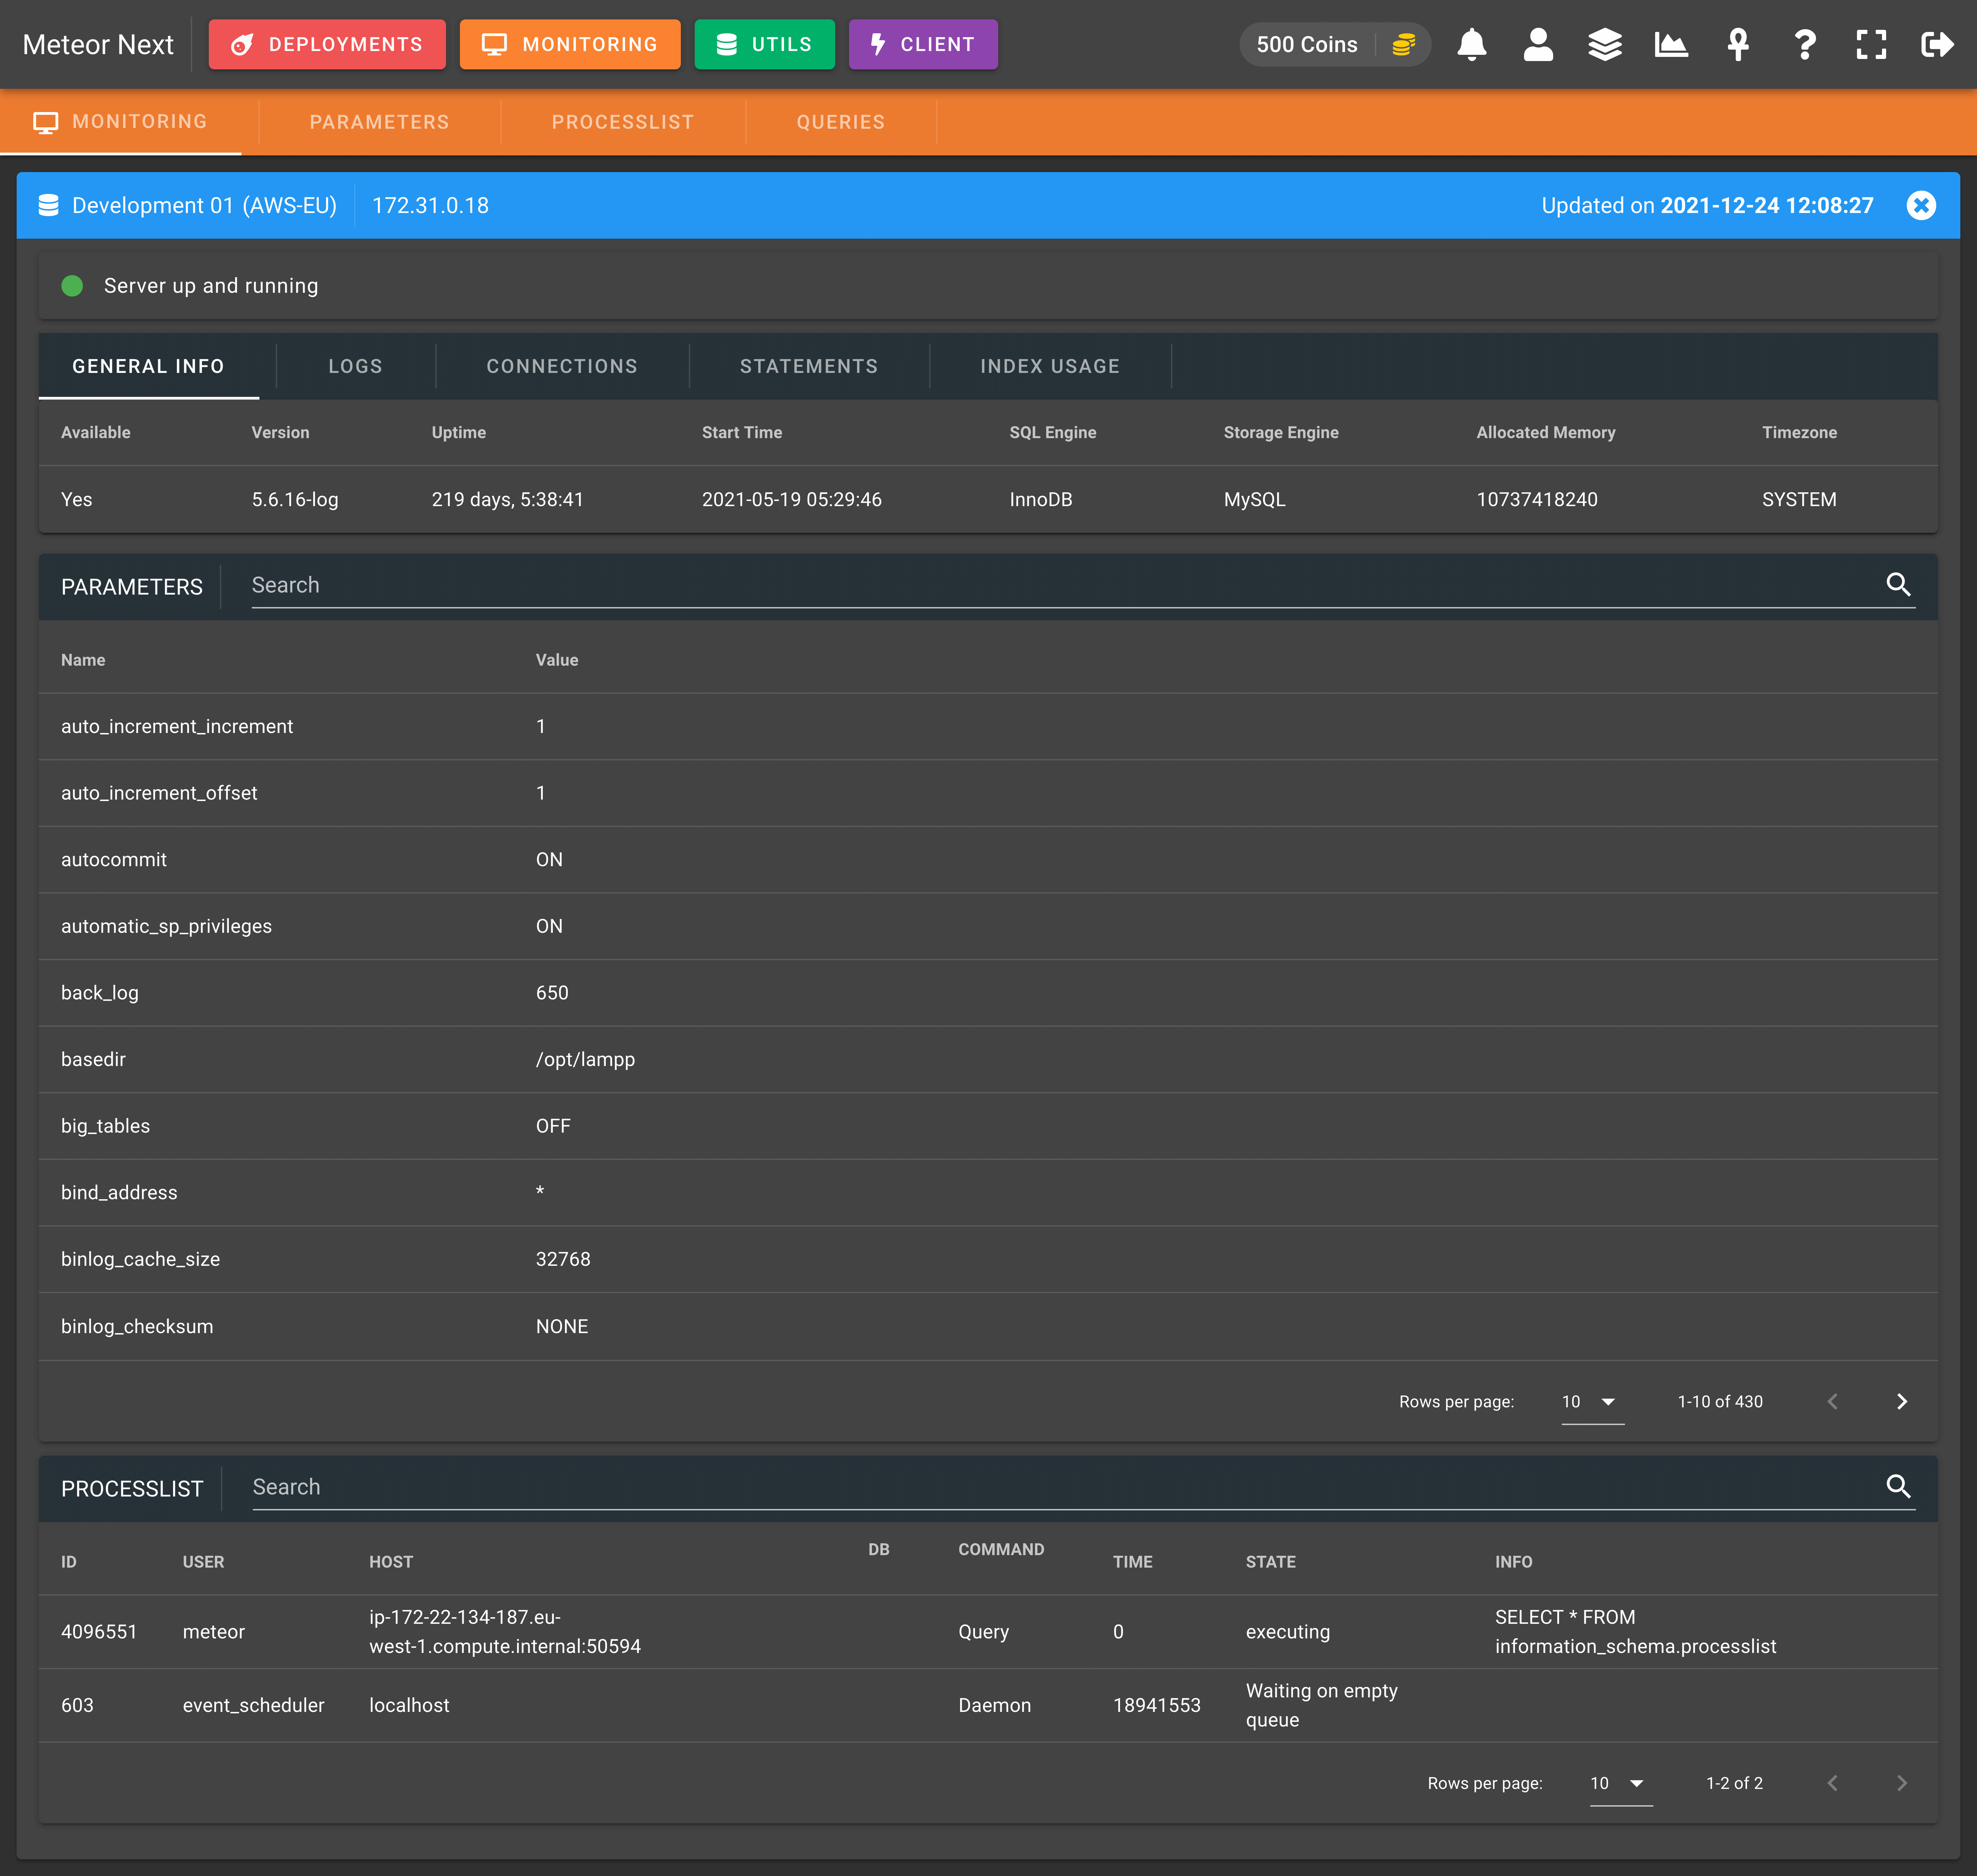 Meteor Next DEPLOYMENTS MONITORING UTILS CLIENT 500 Coins
MONITORING PARAMETERS PROCESSLIST QUERIES
Development 01 (AWS-EU) 172.31.0.18 Updated on 2021-12-24 12:08:27
Server up and running
GENERAL INFO LOGS CONNECTIONS STATEMENTS INDEX USAGE
Available Version Uptime Start Time SQL Engine Storage Engine Allocated Memory Timezone
Yes 5.6.16-log 219 days, 5:38:41 2021-05-19 05:29:46 InnoDB MySQL 10737418240 SYSTEM
PARAMETERS Search
Name Value
auto_increment_increment 1
auto_increment_offset 1
autocommit ON
automatic_sp_privileges ON
back_log 650
basedir /opt/lampp
big_tables OFF
bind_address *
binlog_cache_size 32768
binlog_checksum NONE
Rows per page: 10 1-10 of 430
PROCESSLIST Search
ID USER HOST DB COMMAND TIME STATE INFO
4096551 meteor ip-172-22-134-187.eu-west-1.compute.internal:50594 Query 0 executing SELECT * FROM information_schema.processlist
603 event_scheduler localhost Daemon 18941553 Waiting on empty queue
Rows per page: 10 1-2 of 2